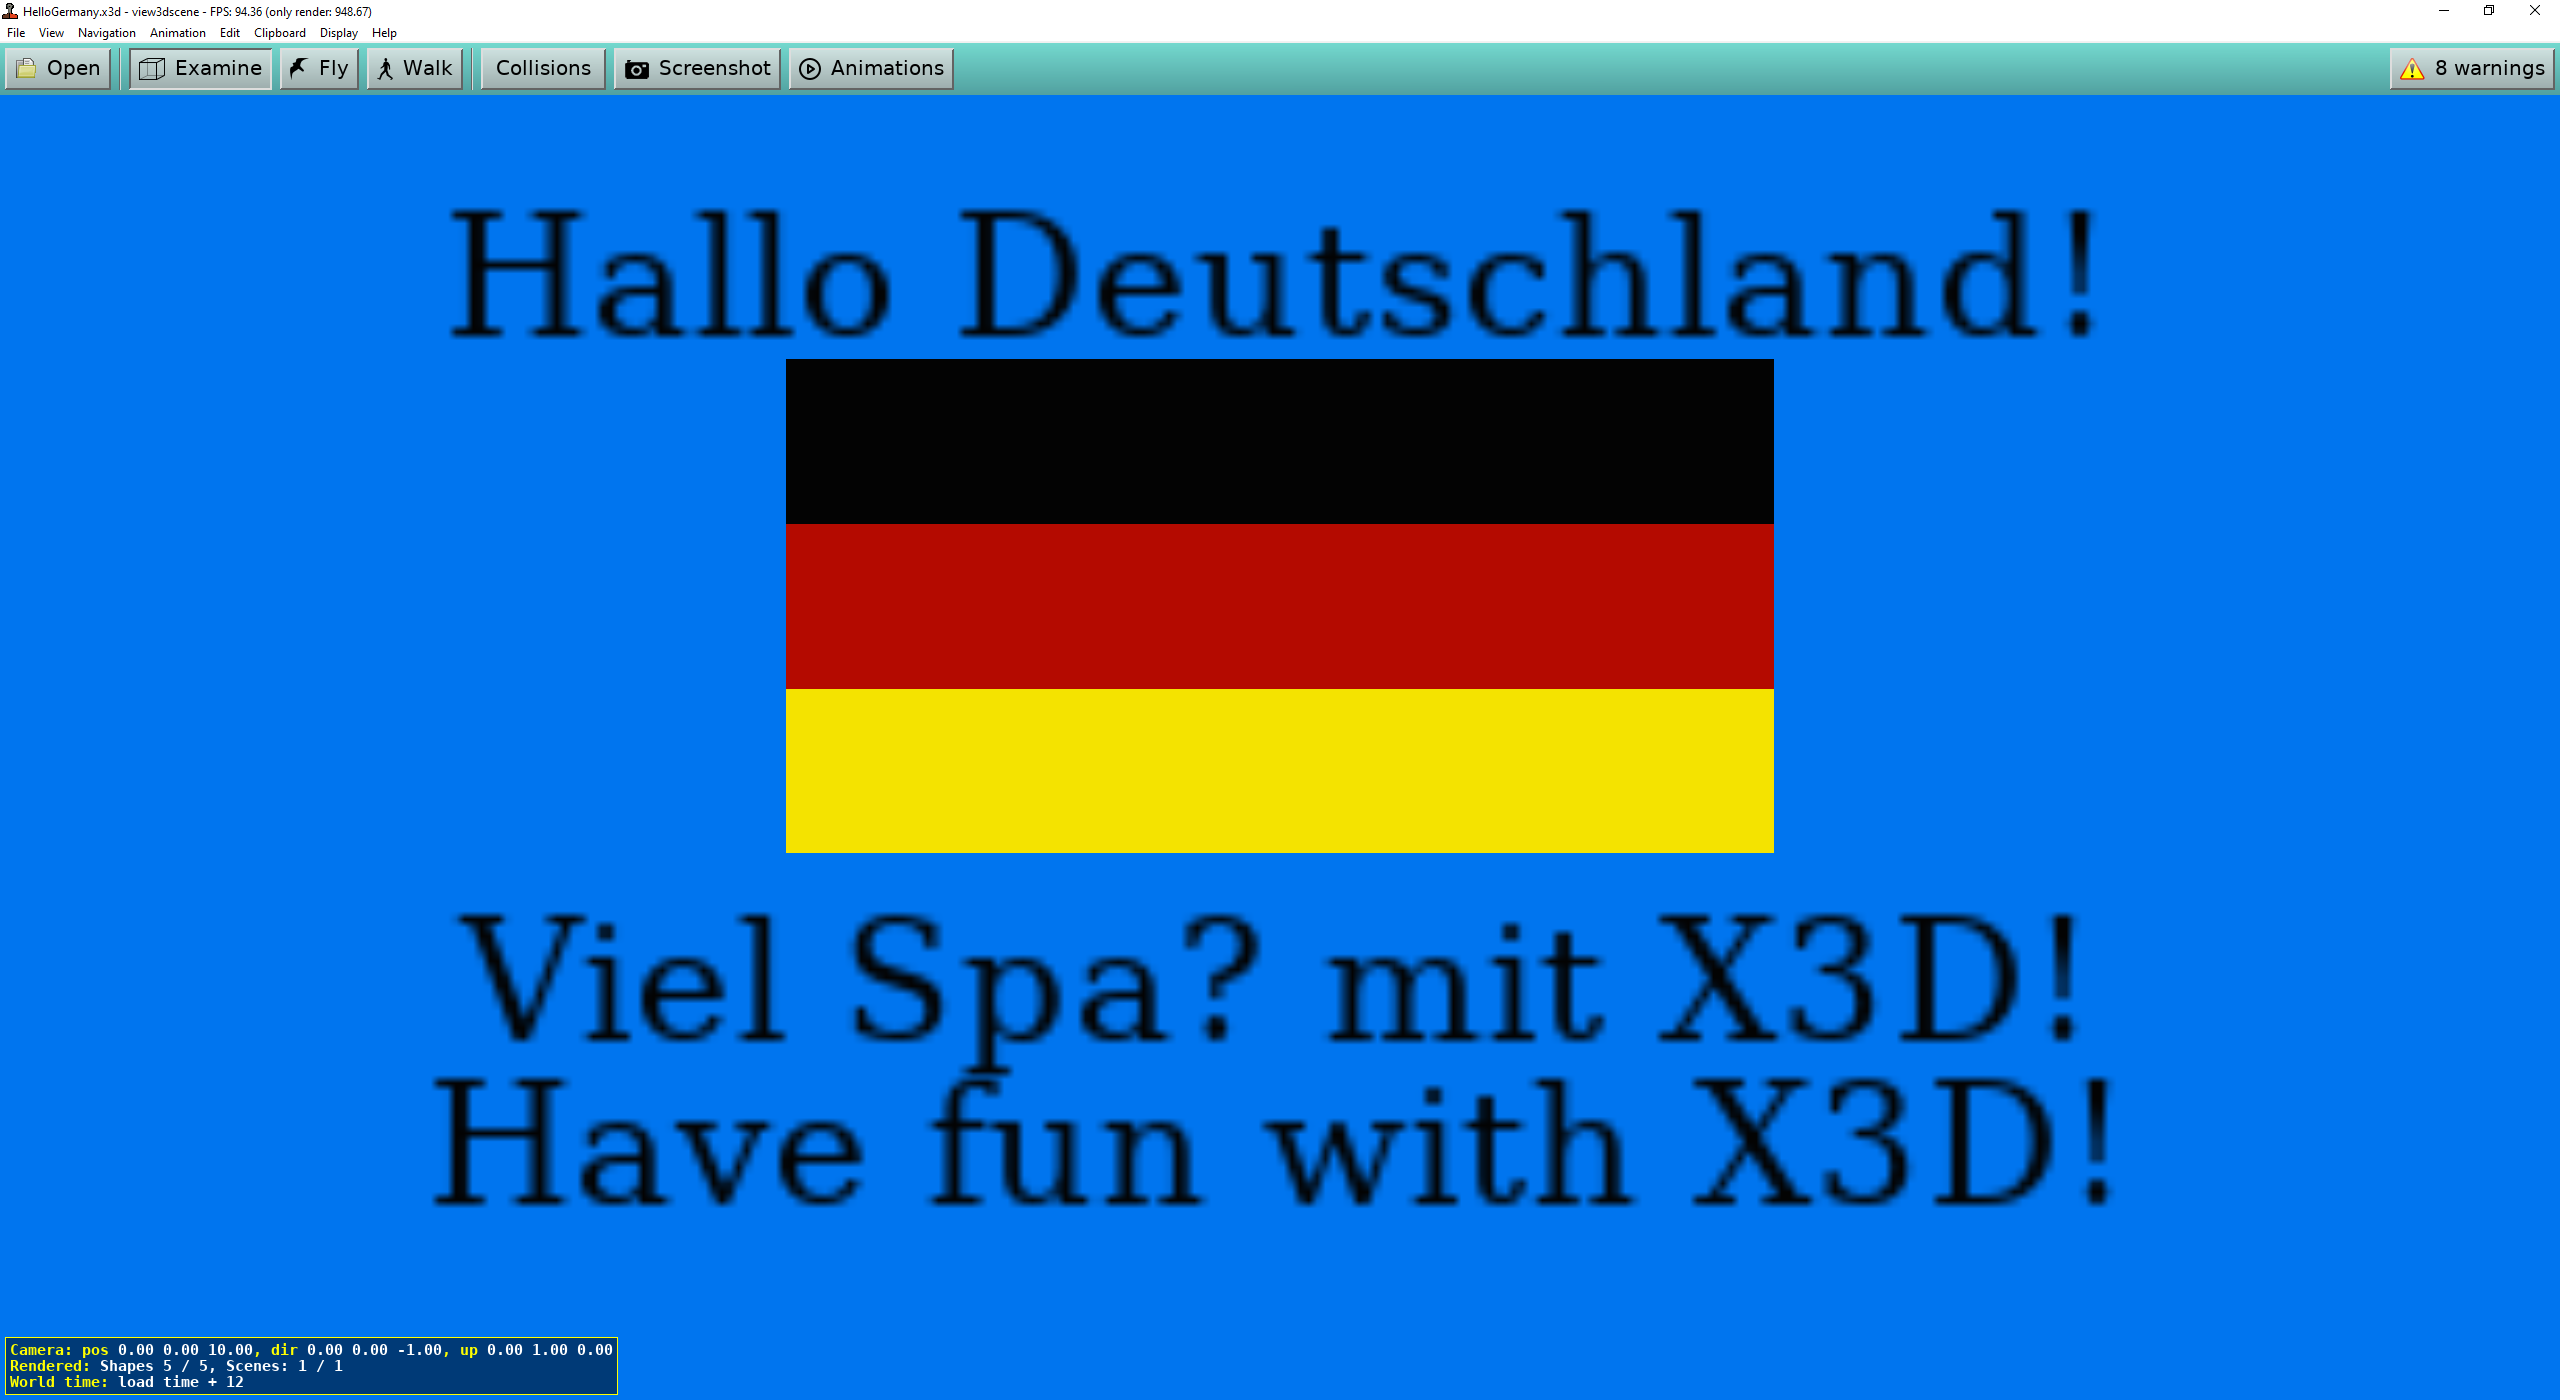 HelloGermany.x3d - view3dscene - FPS: 94.36 (only render: 948.67)
File View Navigation Animation Edit Clipboard Display Help
Open Examine Fly Walk Collisions Screenshot Animations 8 warnings
Hallo Deutschland!
Viel Spa? mit X3D!
Have fun with X3D!
Camera: pos 0.00 0.00 10.00, dir 0.00 0.00 -1.00, up 0.00 1.00 0.00
Rendered: Shapes 5 / 5, Scenes: 1 / 1
World time: load time + 12